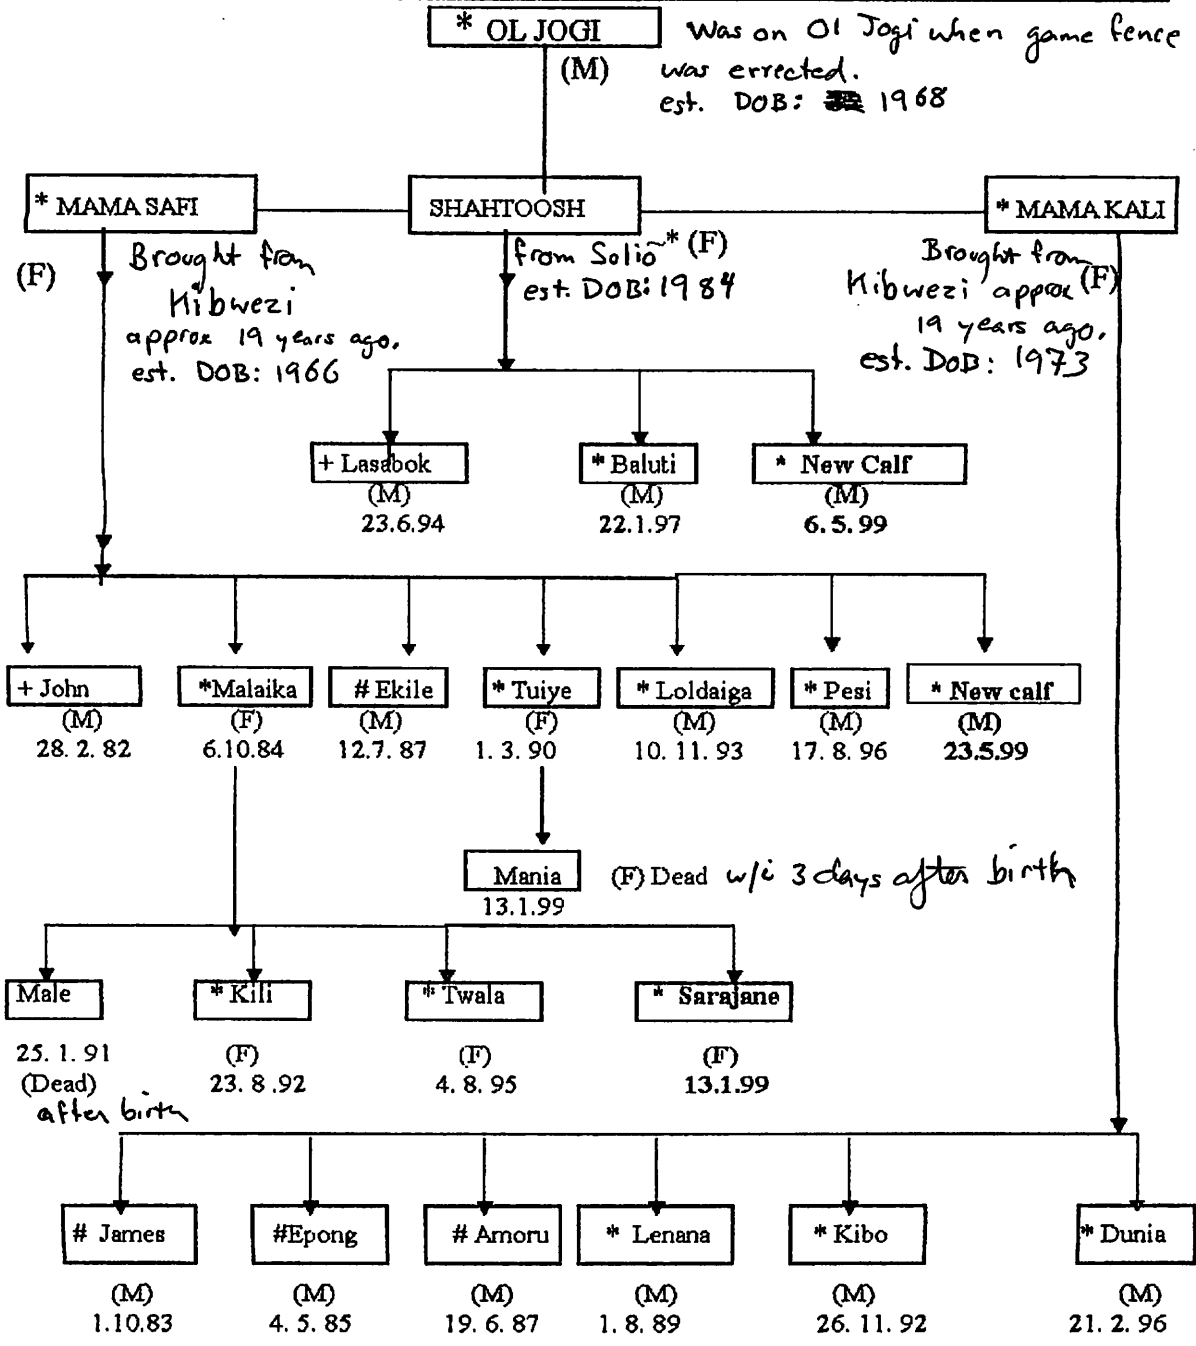 * OL JOGI
(M)
Was on Ol Jogi when game fence
was errected.
est. DOB: 1968
* MAMA SAFI
(F)
Brought from
Kibwezi
approx 19 years ago.
est. DOB: 1966
SHAHTOOSH
* (F)
from Solio
est. DOB: 1984
* MAMA KALI
(F)
Brought from
Kibwezi approx
19 years ago.
est. DOB: 1973
+ Lasabok
(M)
23.6.94
* Baluti
(M)
22.1.97
* New Calf
(M)
6.5.99
+ John
(M)
28. 2. 82
*Malaika
(F)
6.10.84
# Ekile
(M)
12.7. 87
* Tuiye
(F)
1. 3. 90
* Loldaiga
(M)
10. 11. 93
* Pesi
(M)
17. 8. 96
* New calf
(M)
23.5.99
Mania
13.1.99
(F) Dead w/i 3 days after birth
Male
25. 1. 91
(Dead)
after birth
* Kili
(F)
23. 8 .92
* Twala
(F)
4. 8. 95
* Sarajane
(F)
13.1.99
# James
(M)
1.10.83
#Epong
(M)
4. 5. 85
# Amoru
(M)
19. 6. 87
* Lenana
(M)
1. 8. 89
* Kibo
(M)
26. 11. 92
* Dunia
(M)
21. 2. 96